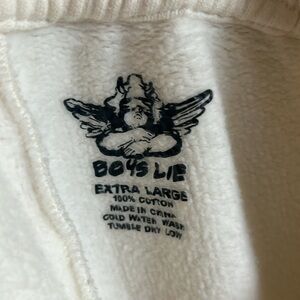 BOYS LIE
EXTRA LARGE
100% COTTON
MADE IN CHINA
COLD WATER WASH
TUMBLE DRY LOW